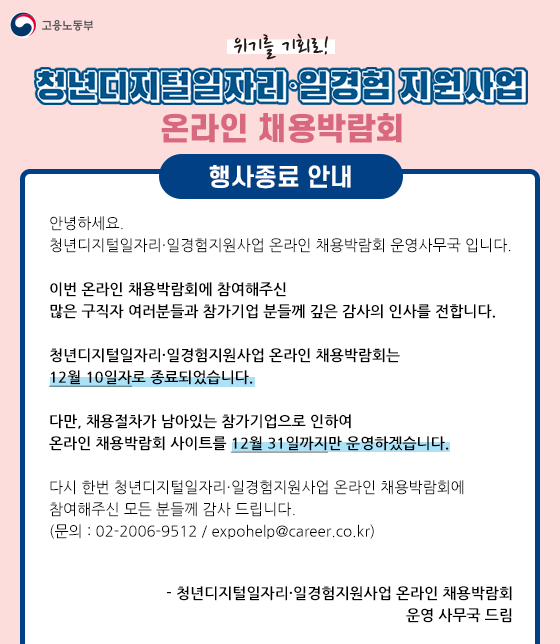 고용노동부
위기를 기회로!
청년디지털일자리·일경험 지원사업
온라인 채용박람회
행사종료 안내
안녕하세요.
청년디지털일자리·일경험지원사업 온라인 채용박람회 운영사무국 입니다.
이번 온라인 채용박람회에 참여해주신
많은 구직자 여러분들과 참가기업 분들께 깊은 감사의 인사를 전합니다.
청년디지털일자리·일경험지원사업 온라인 채용박람회는
12월 10일자로 종료되었습니다.
다만, 채용절차가 남아있는 참가기업으로 인하여
온라인 채용박람회 사이트를 12월 31일까지만 운영하겠습니다.
다시 한번 청년디지털일자리·일경험지원사업 온라인 채용박람회에
참여해주신 모든 분들께 감사 드립니다.
(문의 : 02-2006-9512 / expohelp@career.co.kr)
- 청년디지털일자리·일경험지원사업 온라인 채용박람회
운영 사무국 드림